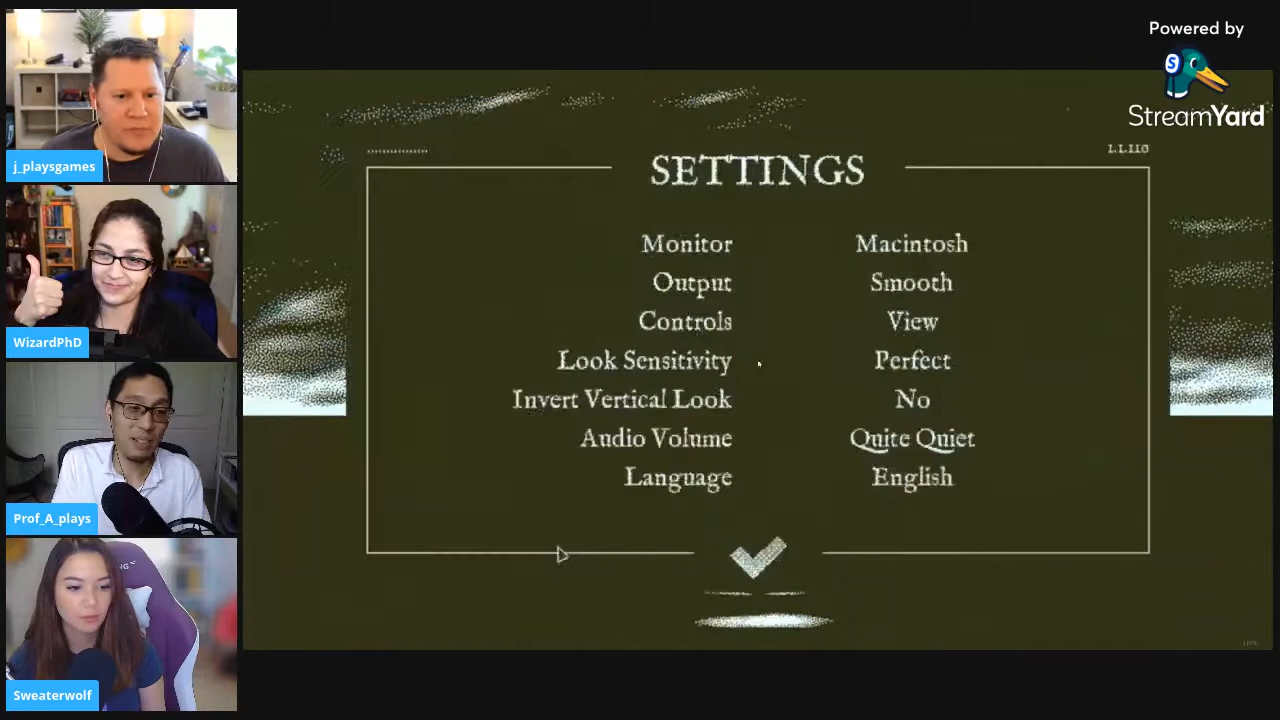 Powered by
StreamYard
j_playsgames
WizardPhD
Prof_A_plays
Sweaterwolf
1.1.110
SETTINGS
Monitor Macintosh
Output Smooth
Controls View
Look Sensitivity Perfect
Invert Vertical Look No
Audio Volume Quite Quiet
Language English